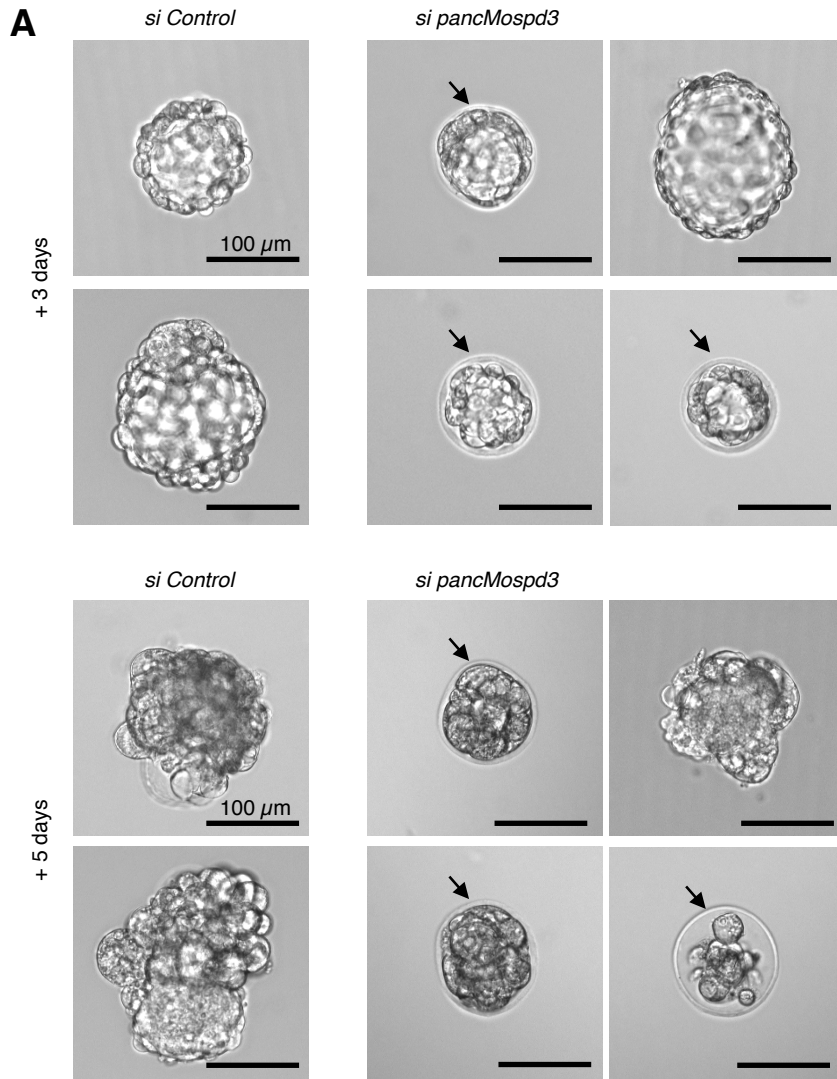 A
si Control
si pancMospd3
+ 3 days
100 µm
si Control
si pancMospd3
+ 5 days
100 µm